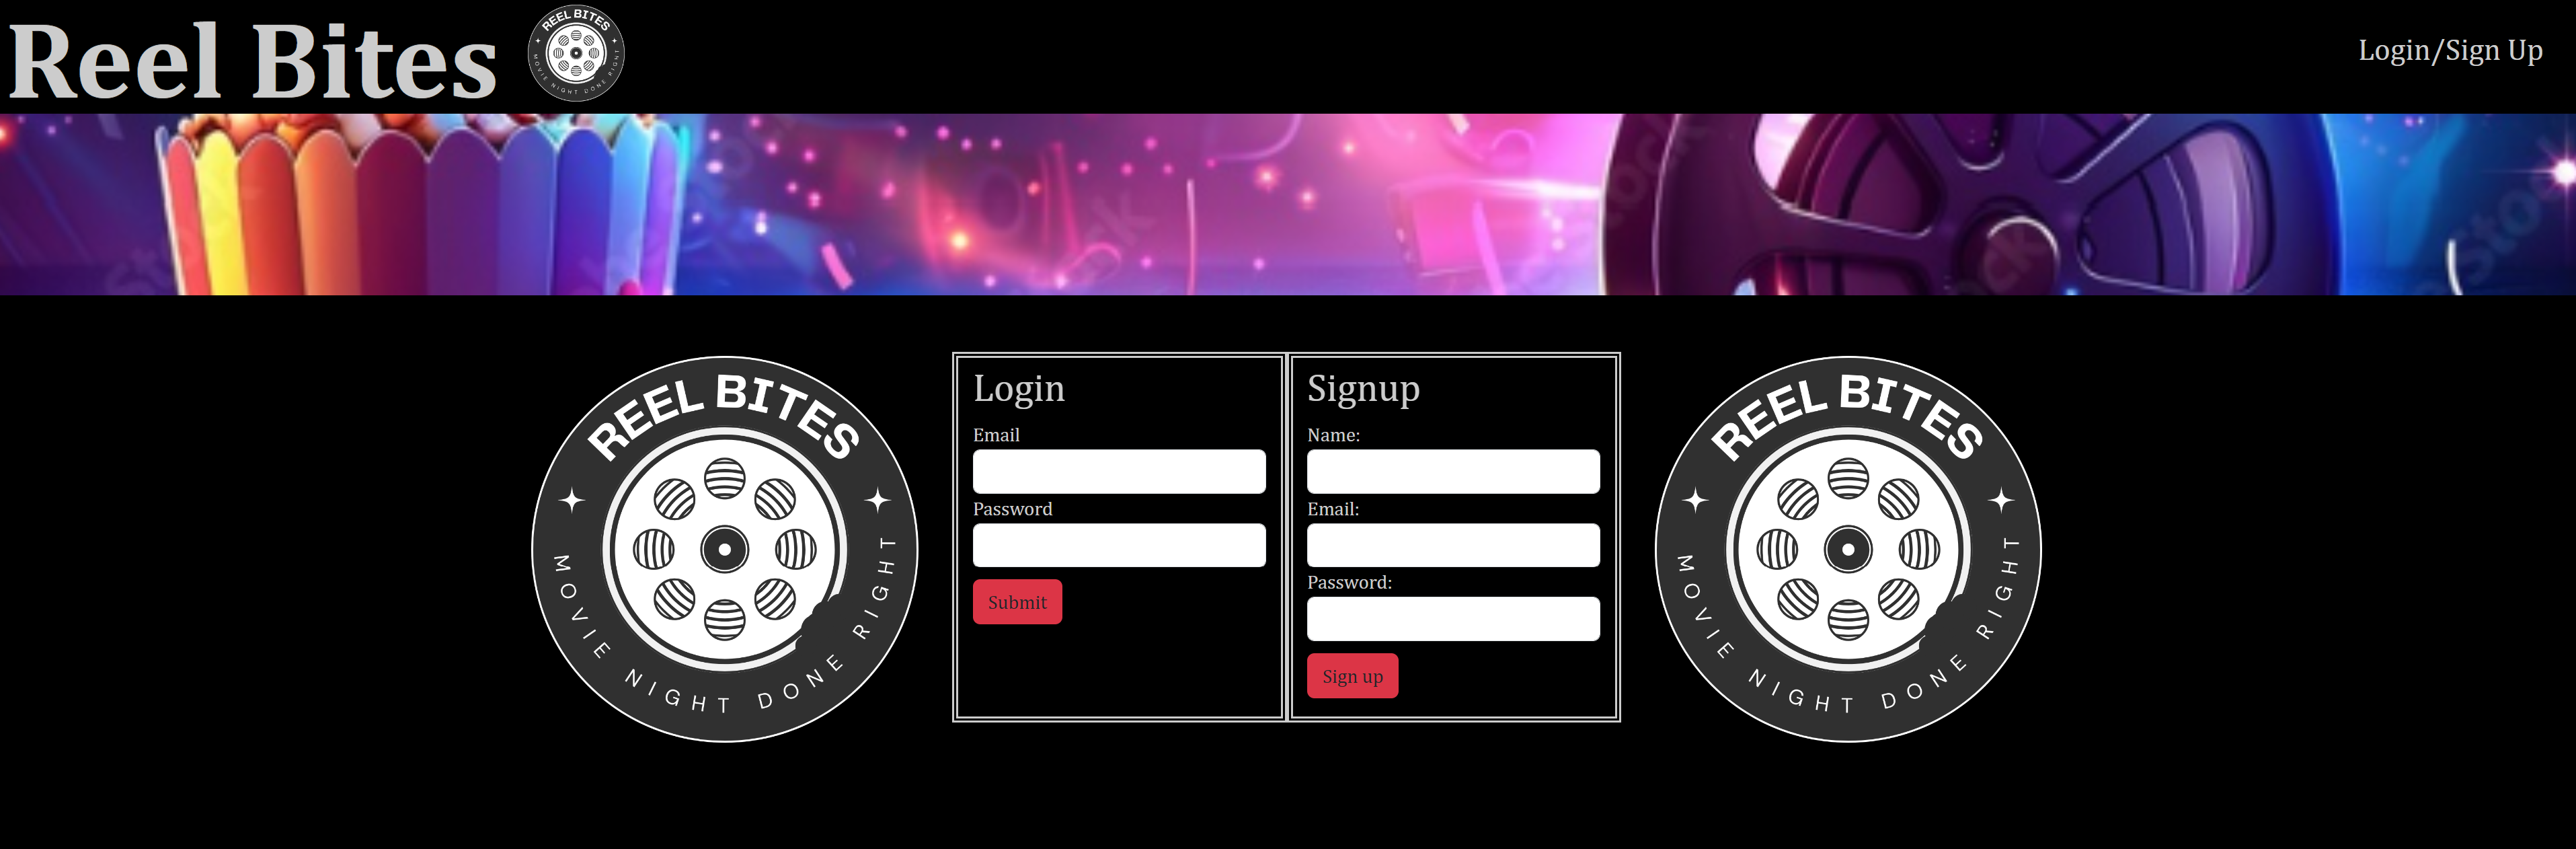 Reel Bites
REEL BITES
MOVIE NIGHT DONE RIGHT
Login/Sign Up
REEL BITES
MOVIE NIGHT DONE RIGHT
Login
Email
Password
Submit
Signup
Name:
Email:
Password:
Sign up
REEL BITES
MOVIE NIGHT DONE RIGHT